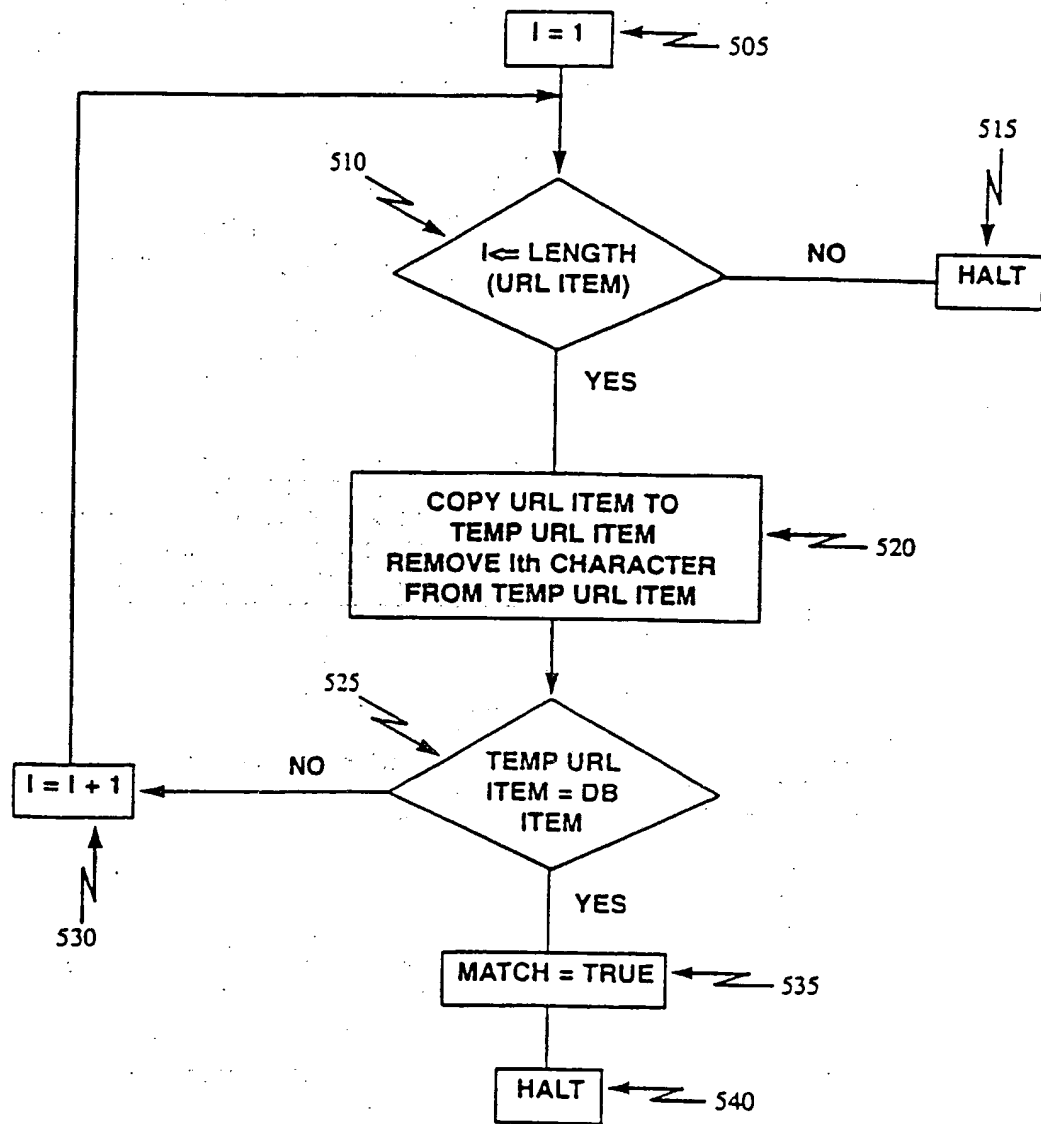 I = 1
505
515
510
I<= LENGTH
(URL ITEM)
NO
HALT
YES
COPY URL ITEM TO
TEMP URL ITEM
REMOVE Ith CHARACTER
FROM TEMP URL ITEM
520
525
TEMP URL
ITEM = DB
ITEM
NO
I = I + 1
530
YES
MATCH = TRUE
535
HALT
540